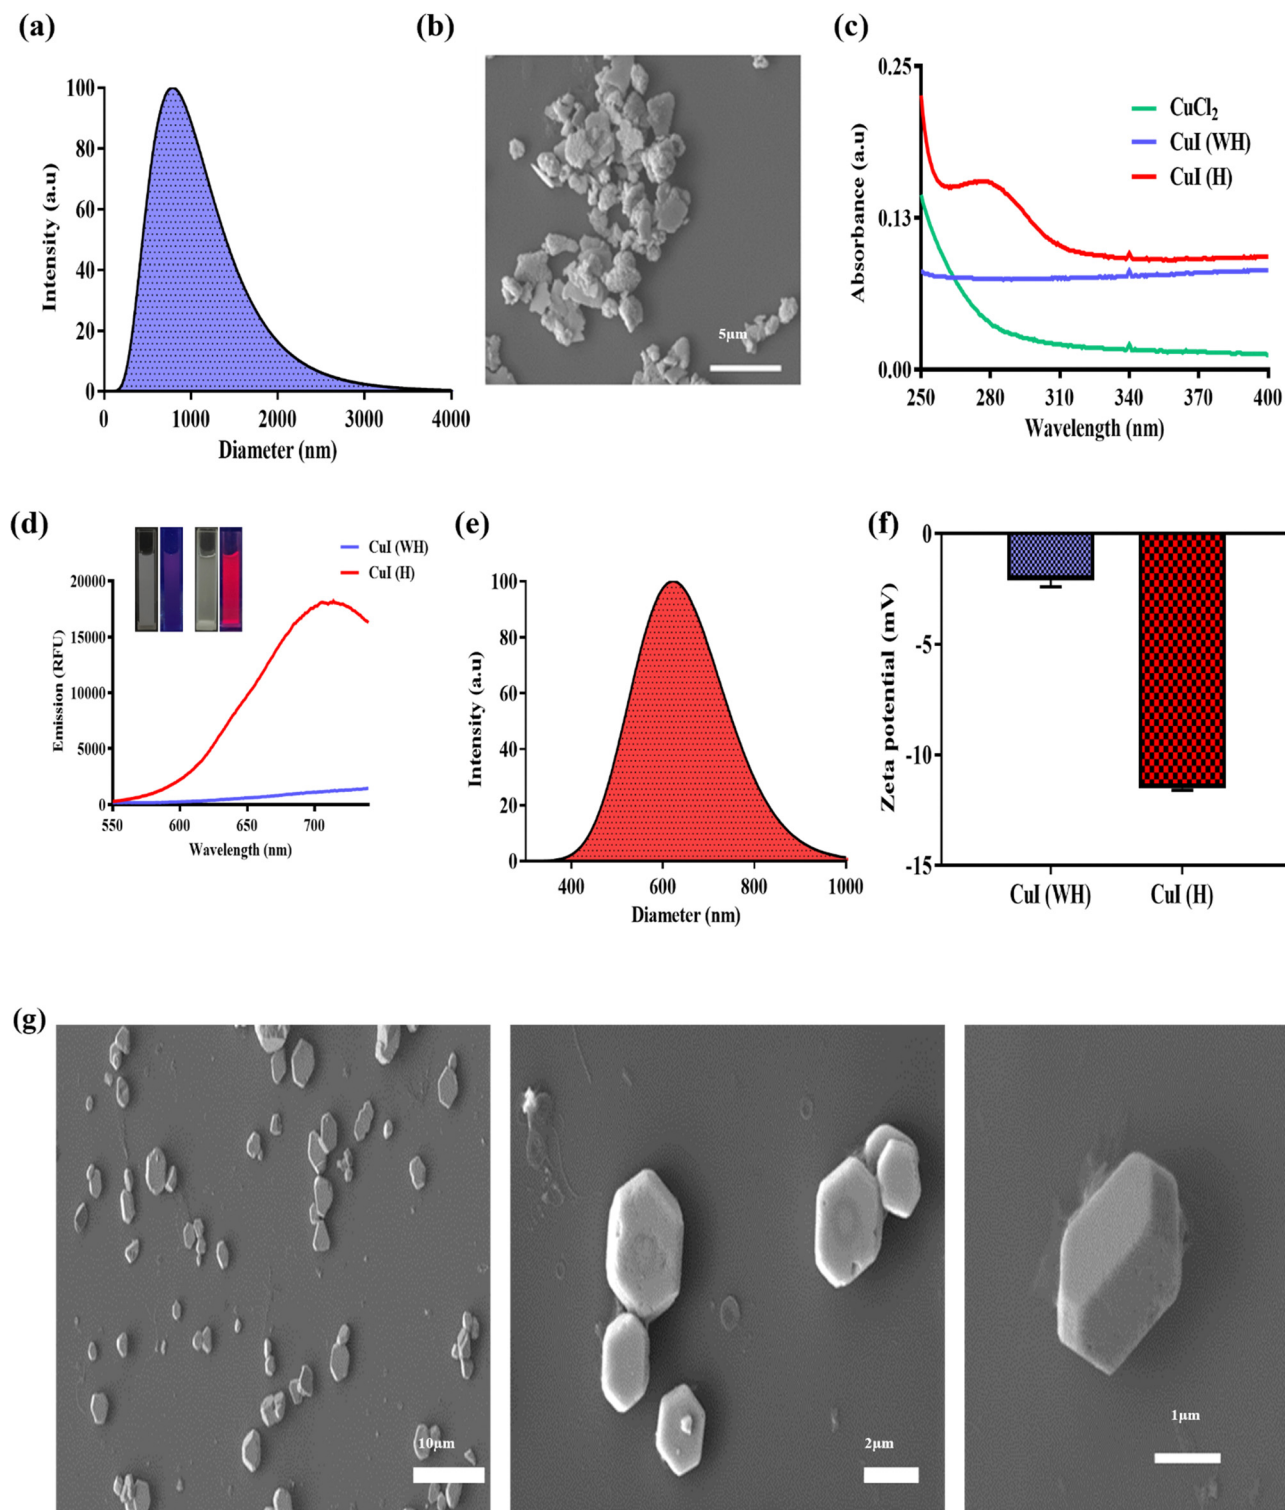 (a)
100
80
60
40
20
0
Intensity (a.u)
0 1000 2000 3000 4000
Diameter (nm)
(b)
5μm
(c)
0.25
0.13
0.00
Absorbance (a.u)
CuCl₂
CuI (WH)
CuI (H)
250 280 310 340 370 400
Wavelength (nm)
(d)
CuI (WH)
CuI (H)
20000
15000
10000
5000
0
Emission (RFU)
550 600 650 700
Wavelength (nm)
(e)
100
80
60
40
20
0
Intensity (a.u)
400 600 800 1000
Diameter (nm)
(f)
0
-5
-10
-15
Zeta potential (mV)
CuI (WH) CuI (H)
(g)
10μm
2μm
1μm